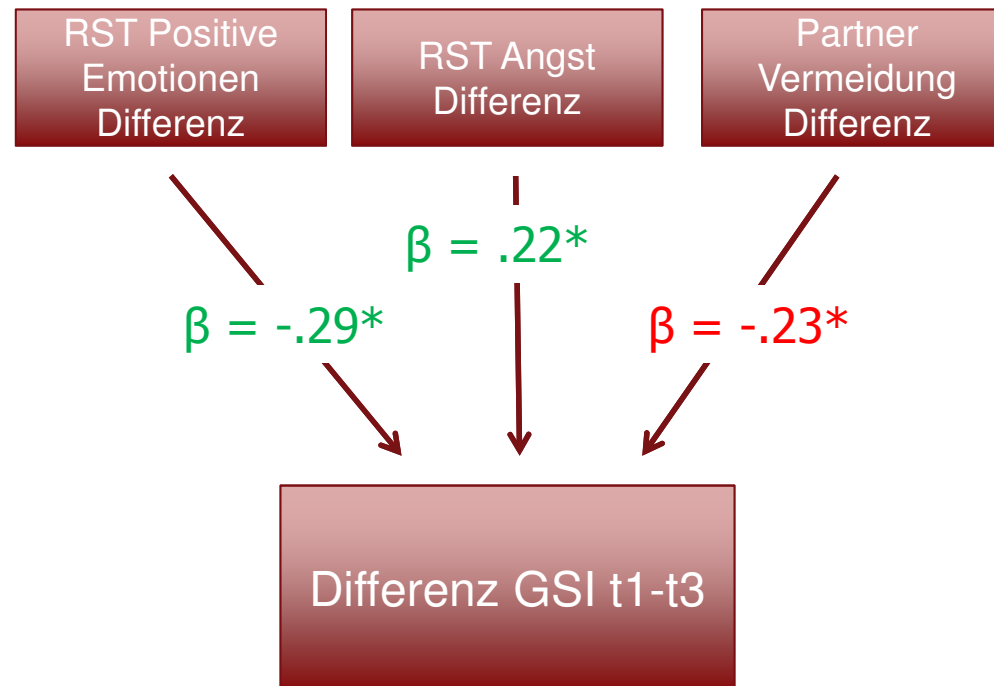 RST Positive
Emotionen
Differenz
RST Angst
Differenz
Partner
Vermeidung
Differenz
β = .22*
β = -.29*
β = -.23*
Differenz GSI t1-t3